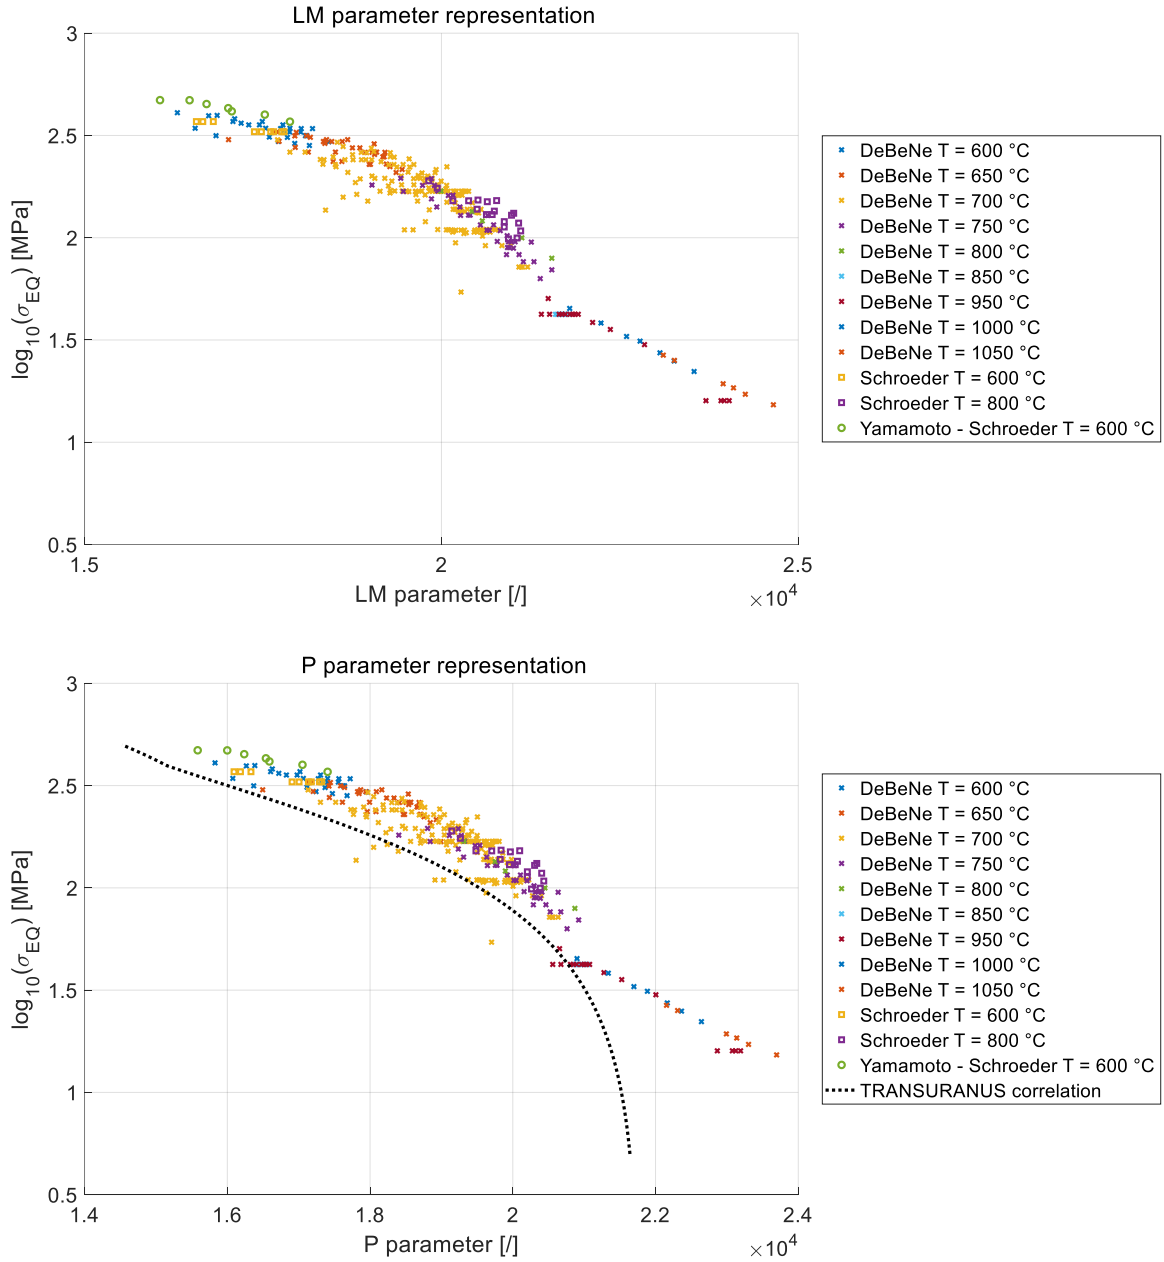 LM parameter representation
3
2.5
2
1.5
1
0.5
log10(σEQ) [MPa]
1.5
2
2.5
LM parameter [/]
×10^4
DeBeNe T = 600 °C
DeBeNe T = 650 °C
DeBeNe T = 700 °C
DeBeNe T = 750 °C
DeBeNe T = 800 °C
DeBeNe T = 850 °C
DeBeNe T = 950 °C
DeBeNe T = 1000 °C
DeBeNe T = 1050 °C
Schroeder T = 600 °C
Schroeder T = 800 °C
Yamamoto - Schroeder T = 600 °C
P parameter representation
3
2.5
2
1.5
1
0.5
log10(σEQ) [MPa]
1.4
1.6
1.8
2
2.2
2.4
P parameter [/]
×10^4
DeBeNe T = 600 °C
DeBeNe T = 650 °C
DeBeNe T = 700 °C
DeBeNe T = 750 °C
DeBeNe T = 800 °C
DeBeNe T = 850 °C
DeBeNe T = 950 °C
DeBeNe T = 1000 °C
DeBeNe T = 1050 °C
Schroeder T = 600 °C
Schroeder T = 800 °C
Yamamoto - Schroeder T = 600 °C
TRANSURANUS correlation